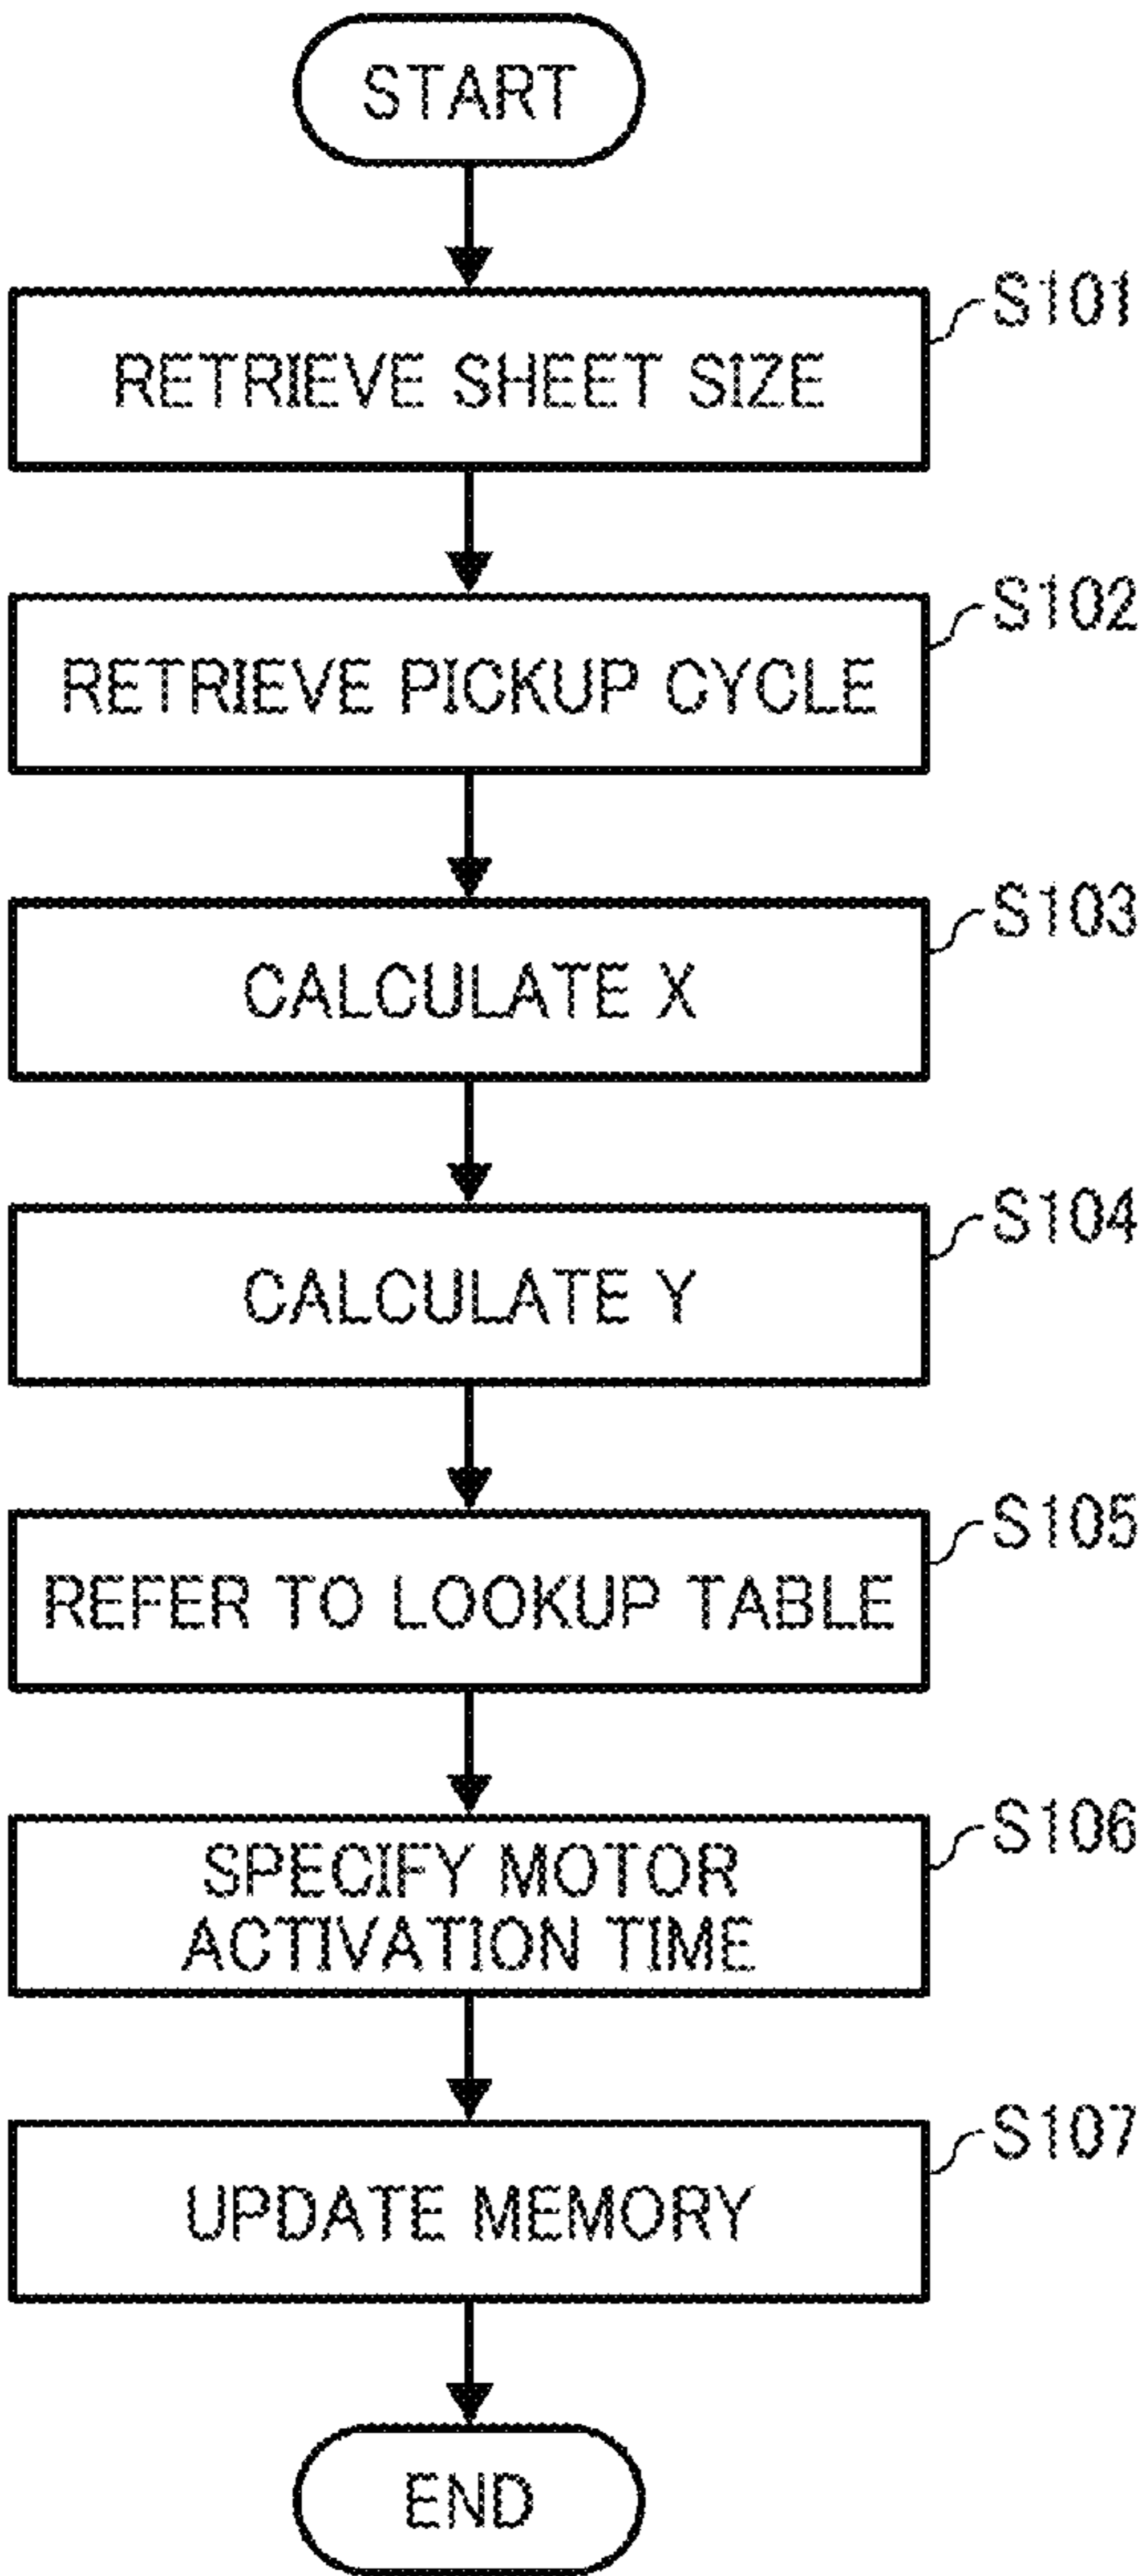 START
S101
RETRIEVE SHEET SIZE
S102
RETRIEVE PICKUP CYCLE
S103
CALCULATE X
S104
CALCULATE Y
S105
REFER TO LOOKUP TABLE
S106
SPECIFY MOTOR
ACTIVATION TIME
S107
UPDATE MEMORY
END